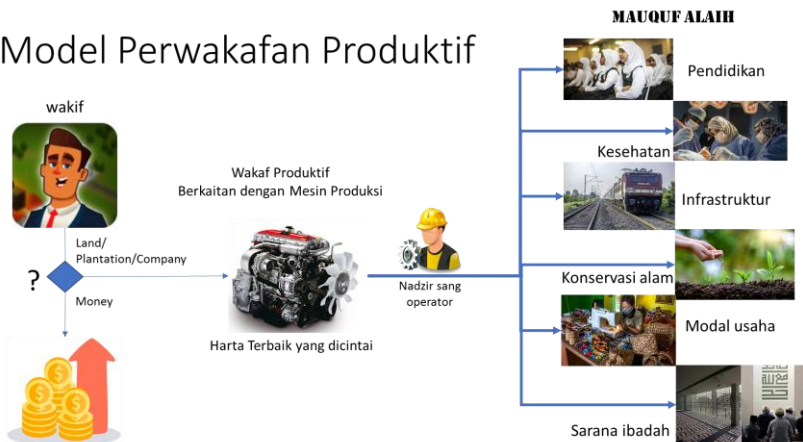 MAUQUF ALAIH
Model Perwakafan Produktif
wakif
Wakaf Produktif
Berkaitan dengan Mesin Produksi
Land/
Plantation/Company
?
Money
Harta Terbaik yang dicintai
Nadzir sang
operator
Pendidikan
Kesehatan
Infrastruktur
Konservasi alam
Modal usaha
Sarana ibadah